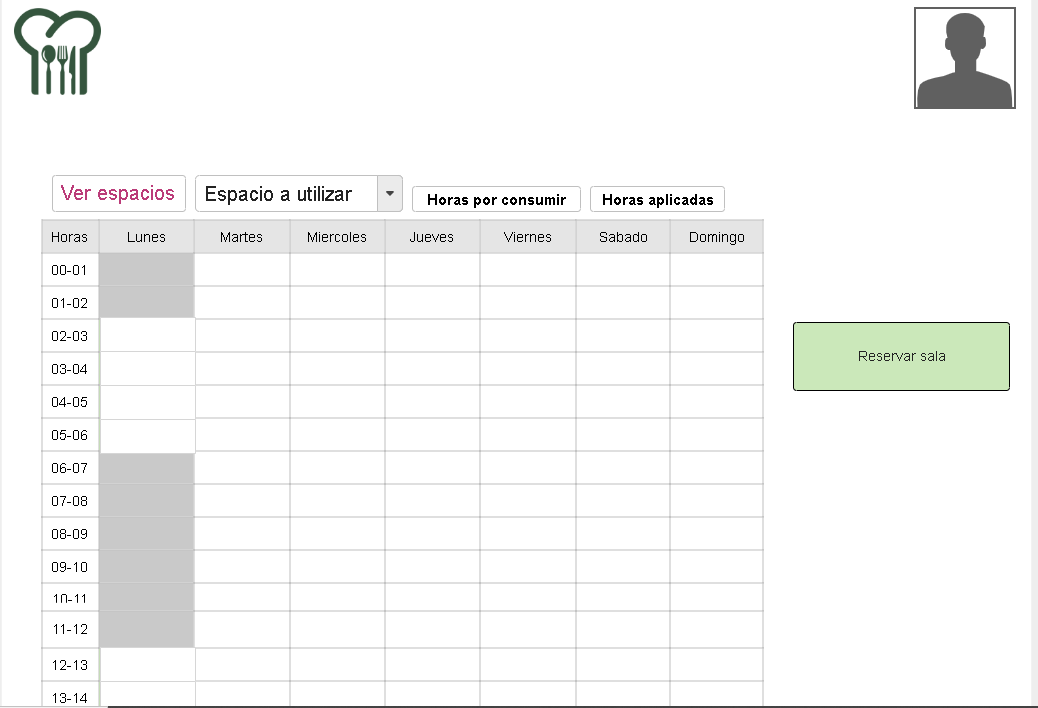 Ver espacios
Espacio a utilizar
Horas por consumir
Horas aplicadas
Horas Lunes Martes Miercoles Jueves Viernes Sabado Domingo
00-01
01-02
02-03
Reservar sala
03-04
04-05
05-06
06-07
07-08
08-09
09-10
10-11
11-12
12-13
13-14